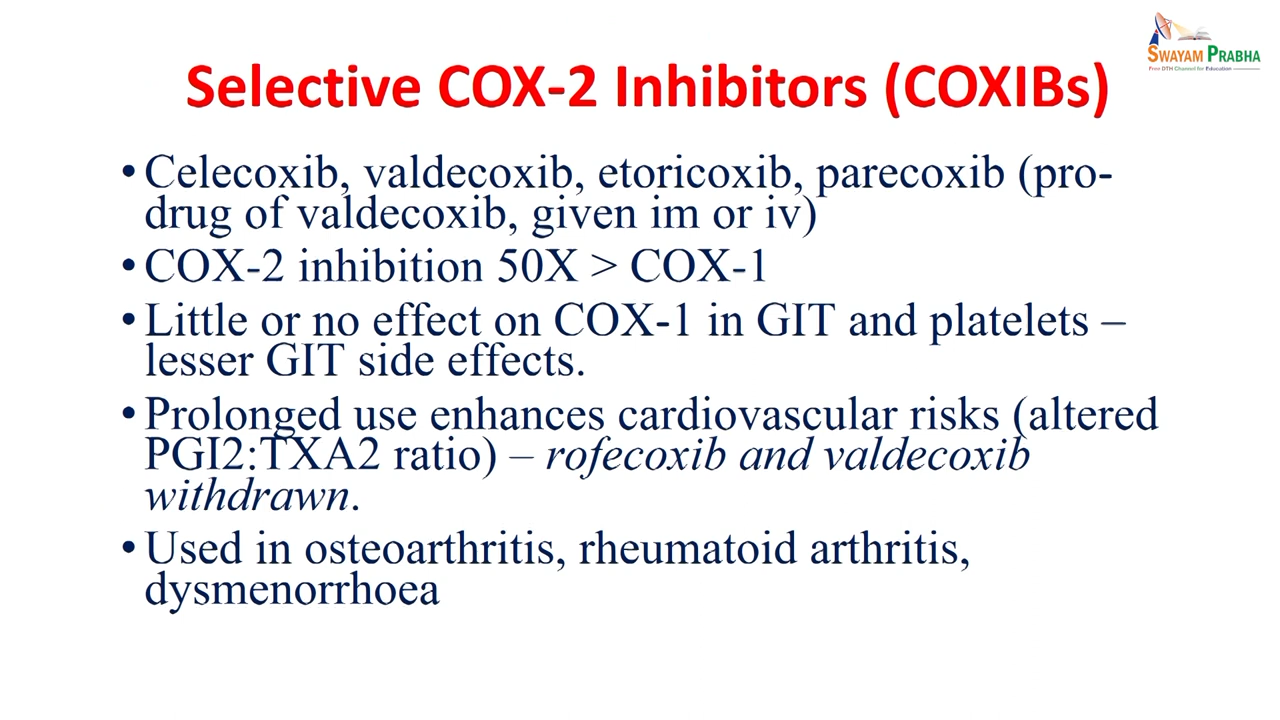 SWAYAM PRABHA
Free DTH Channel for Education
Selective COX-2 Inhibitors (COXIBs)
• Celecoxib, valdecoxib, etoricoxib, parecoxib (pro-
drug of valdecoxib, given im or iv)
• COX-2 inhibition 50X > COX-1
• Little or no effect on COX-1 in GIT and platelets –
lesser GIT side effects.
• Prolonged use enhances cardiovascular risks (altered
PGI2:TXA2 ratio) – rofecoxib and valdecoxib
withdrawn.
• Used in osteoarthritis, rheumatoid arthritis,
dysmenorrhoea